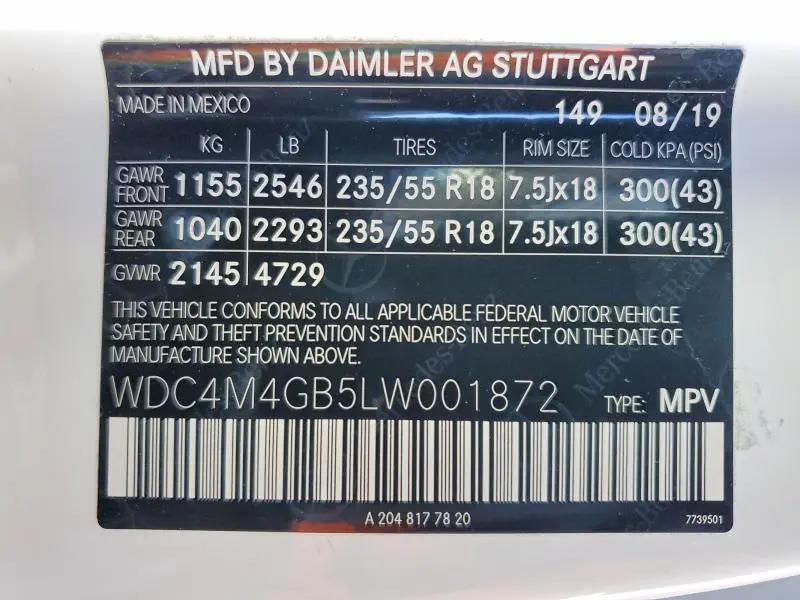 MFD BY DAIMLER AG STUTTGART
MADE IN MEXICO 149 08/19
KG LB TIRES RIM SIZE COLD KPA (PSI)
GAWR FRONT 1155 2546 235/55 R18 7.5Jx18 300(43)
GAWR REAR 1040 2293 235/55 R18 7.5Jx18 300(43)
GVWR 2145 4729
THIS VEHICLE CONFORMS TO ALL APPLICABLE FEDERAL MOTOR VEHICLE
SAFETY AND THEFT PREVENTION STANDARDS IN EFFECT ON THE DATE OF
MANUFACTURE SHOWN ABOVE.
WDC4M4GB5LW001872 TYPE: MPV
A 204 817 78 20 7739501